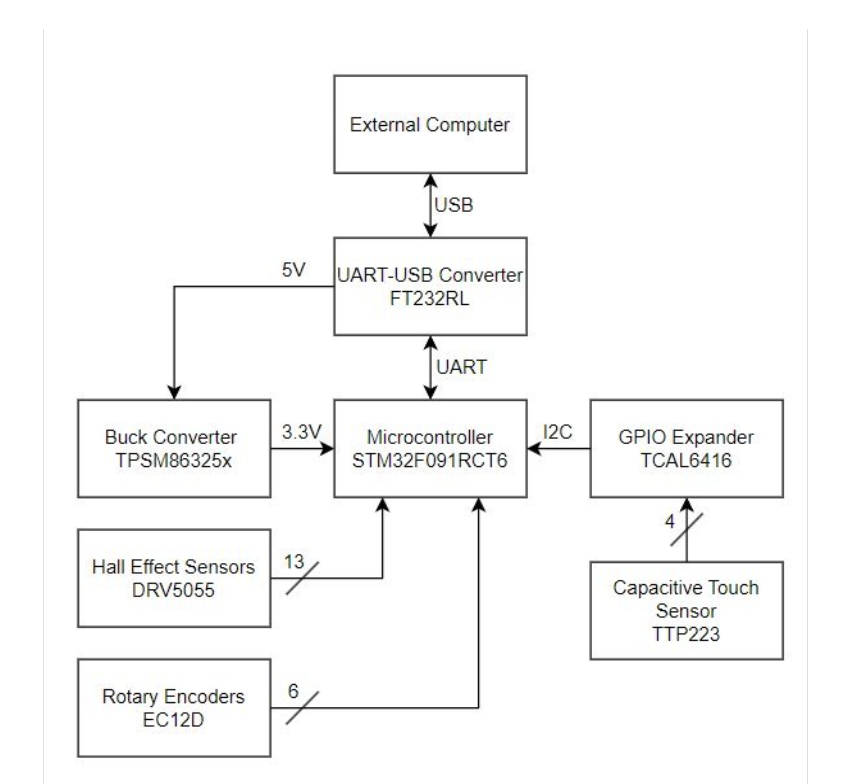 External Computer
USB
5V
UART-USB Converter
FT232RL
UART
Buck Converter
TPSM86325x
3.3V
Microcontroller
STM32F091RCT6
I2C
GPIO Expander
TCAL6416
4
Hall Effect Sensors
DRV5055
13
Capacitive Touch
Sensor
TTP223
Rotary Encoders
EC12D
6